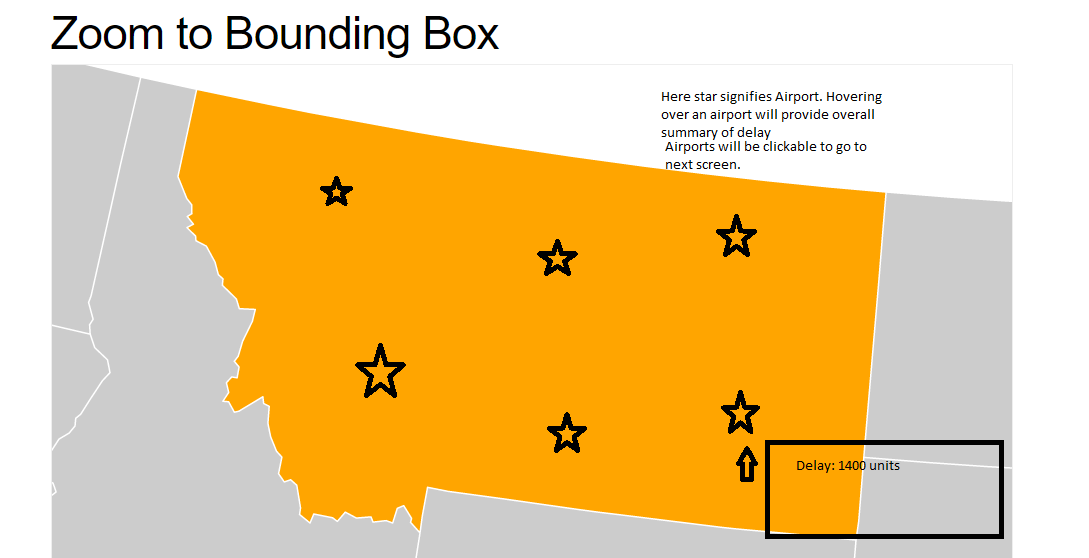 Zoom to Bounding Box
Here star signifies Airport. Hovering
over an airport will provide overall
summary of delay
Airports will be clickable to go to
next screen.
Delay: 1400 units